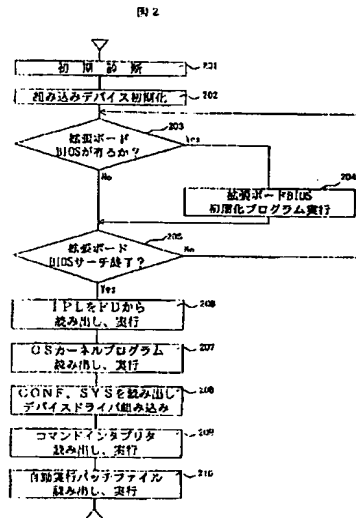 図 2
初 期 診 断
201
組み込みデバイス初期化
202
203
拡張ボード
BIOSが有るか？
Yes
No
204
拡張ボードBIOS
初期化プログラム実行
205
拡張ボード
BIOSサーチ終了？
No
Yes
206
IPLをFDから
読み出し、実行
207
OSカーネルプログラム
読み出し、実行
208
CONF、SYSを読み出し
デバイスドライバ組み込み
209
コマンドインタプリタ
読み出し、実行
210
自動実行バッチファイル
読み出し、実行